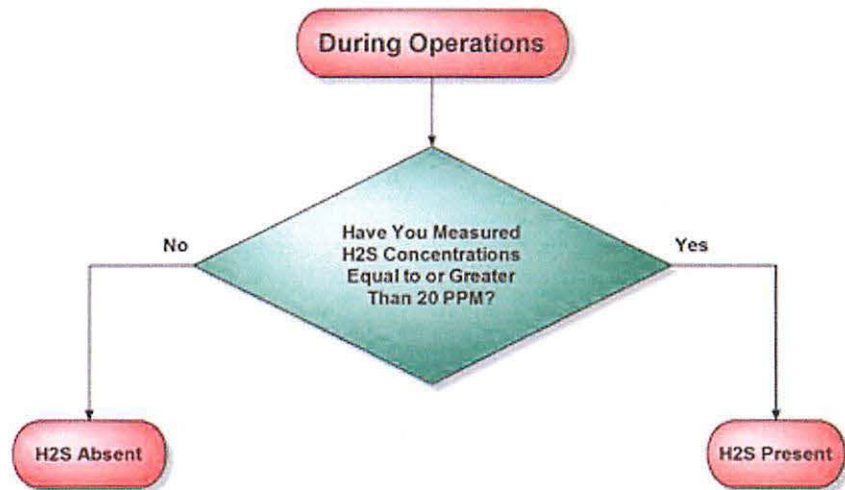 During Operations
Have You Measured
H2S Concentrations
Equal to or Greater
Than 20 PPM?
No
Yes
H2S Absent
H2S Present